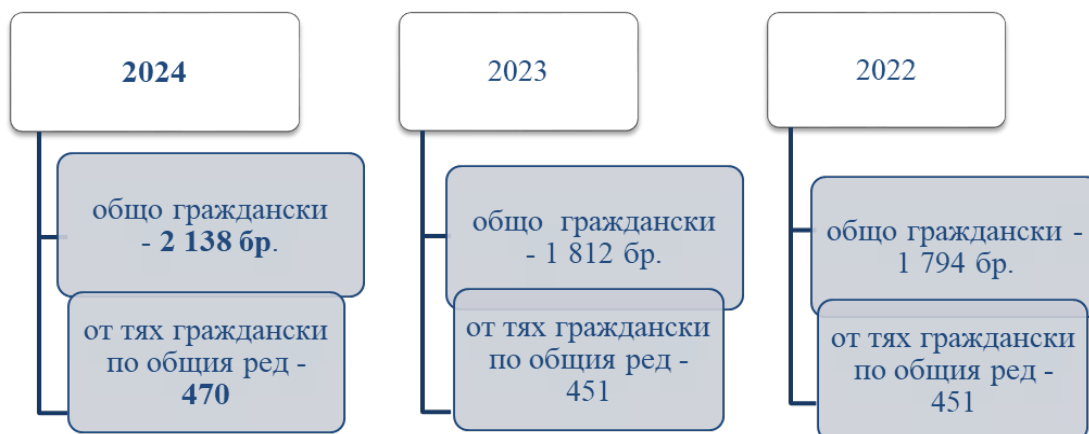 2024
общо граждански
- 2 138 бр.
от тях граждански
по общия ред -
470
2023
общо граждански
- 1 812 бр.
от тях граждански
по общия ред -
451
2022
общо граждански -
1 794 бр.
от тях граждански
по общия ред -
451